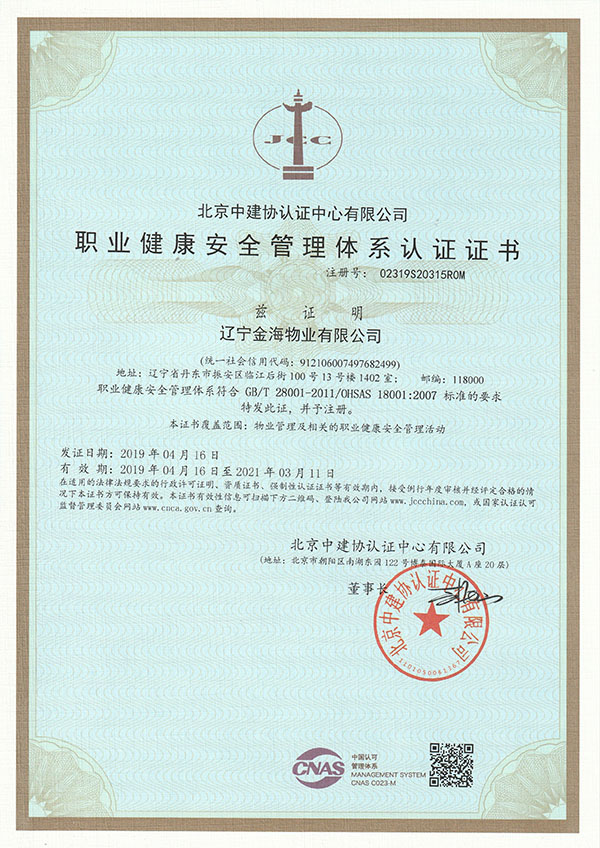 JCC
北京中建协认证中心有限公司
职业健康安全管理体系认证证书
注册号： 02319S20315R0M
兹 证 明
辽宁金海物业有限公司
(统一社会信用代码：912106007497682499)
地址：辽宁省丹东市振安区临江后街100号13号楼1402室； 邮编：118000
职业健康安全管理体系符合 GB/T 28001-2011/OHSAS 18001:2007 标准的要求
特发此证，并予注册。
本证书覆盖范围：物业管理及相关的职业健康安全管理活动
发证日期：2019年04月16日
有 效 期：2019年04月16日至2021年03月11日
在适用的法律法规要求的行政许可证明、资质证书、强制性认证证书等有效期内，接受例行年度审核并经评定合格的情
况下本证书方可保持有效。本证书有效性信息可扫描下方二维码、登陆我公司网站www.jccchina.com，或国家认证认可
监督管理委员会网站www.cnca.gov.cn查询。
北京中建协认证中心有限公司
(地址：北京市朝阳区南湖东园122号博泰国际大厦A座20层)
董事长
北京中建协认证中心有限公司
CNAS
中国认可
管理体系
MANAGEMENT SYSTEM
CNAS C023-M